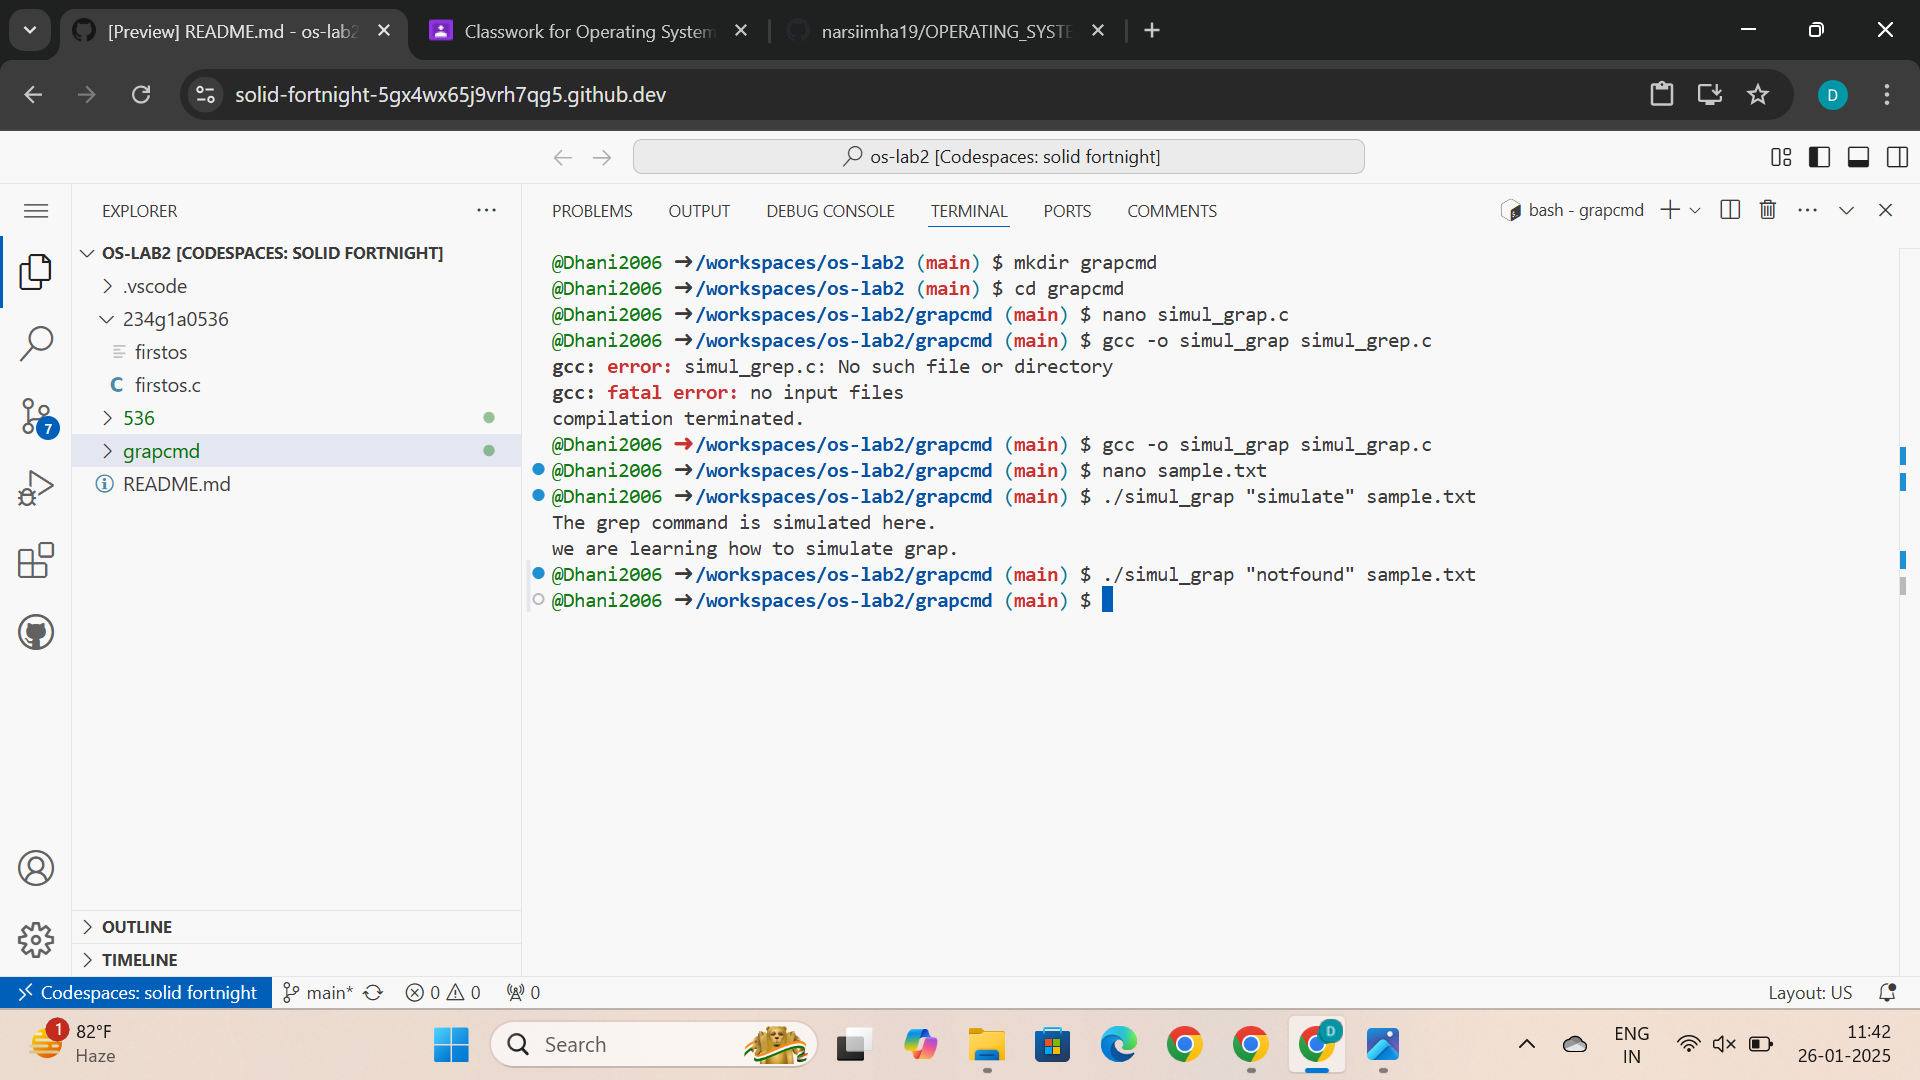 [Preview] README.md - os-lab2
Classwork for Operating System
narsiimha19/OPERATING_SYSTE
solid-fortnight-5gx4wx65j9vrh7qg5.github.dev
D
os-lab2 [Codespaces: solid fortnight]
EXPLORER
PROBLEMS OUTPUT DEBUG CONSOLE TERMINAL PORTS COMMENTS
bash - grapcmd
OS-LAB2 [CODESPACES: SOLID FORTNIGHT]
.vscode
234g1a0536
firstos
C firstos.c
536
grapcmd
README.md
7
@Dhani2006 ➜/workspaces/os-lab2 (main) $ mkdir grapcmd
@Dhani2006 ➜/workspaces/os-lab2 (main) $ cd grapcmd
@Dhani2006 ➜/workspaces/os-lab2/grapcmd (main) $ nano simul_grap.c
@Dhani2006 ➜/workspaces/os-lab2/grapcmd (main) $ gcc -o simul_grap simul_grep.c
gcc: error: simul_grep.c: No such file or directory
gcc: fatal error: no input files
compilation terminated.
@Dhani2006 ➜/workspaces/os-lab2/grapcmd (main) $ gcc -o simul_grap simul_grap.c
@Dhani2006 ➜/workspaces/os-lab2/grapcmd (main) $ nano sample.txt
@Dhani2006 ➜/workspaces/os-lab2/grapcmd (main) $ ./simul_grap "simulate" sample.txt
The grep command is simulated here.
we are learning how to simulate grap.
@Dhani2006 ➜/workspaces/os-lab2/grapcmd (main) $ ./simul_grap "notfound" sample.txt
@Dhani2006 ➜/workspaces/os-lab2/grapcmd (main) $
OUTLINE
TIMELINE
Codespaces: solid fortnight
main*
0 0
0
Layout: US
1
82°F
Haze
Search
D
ENG
IN
11:42
26-01-2025